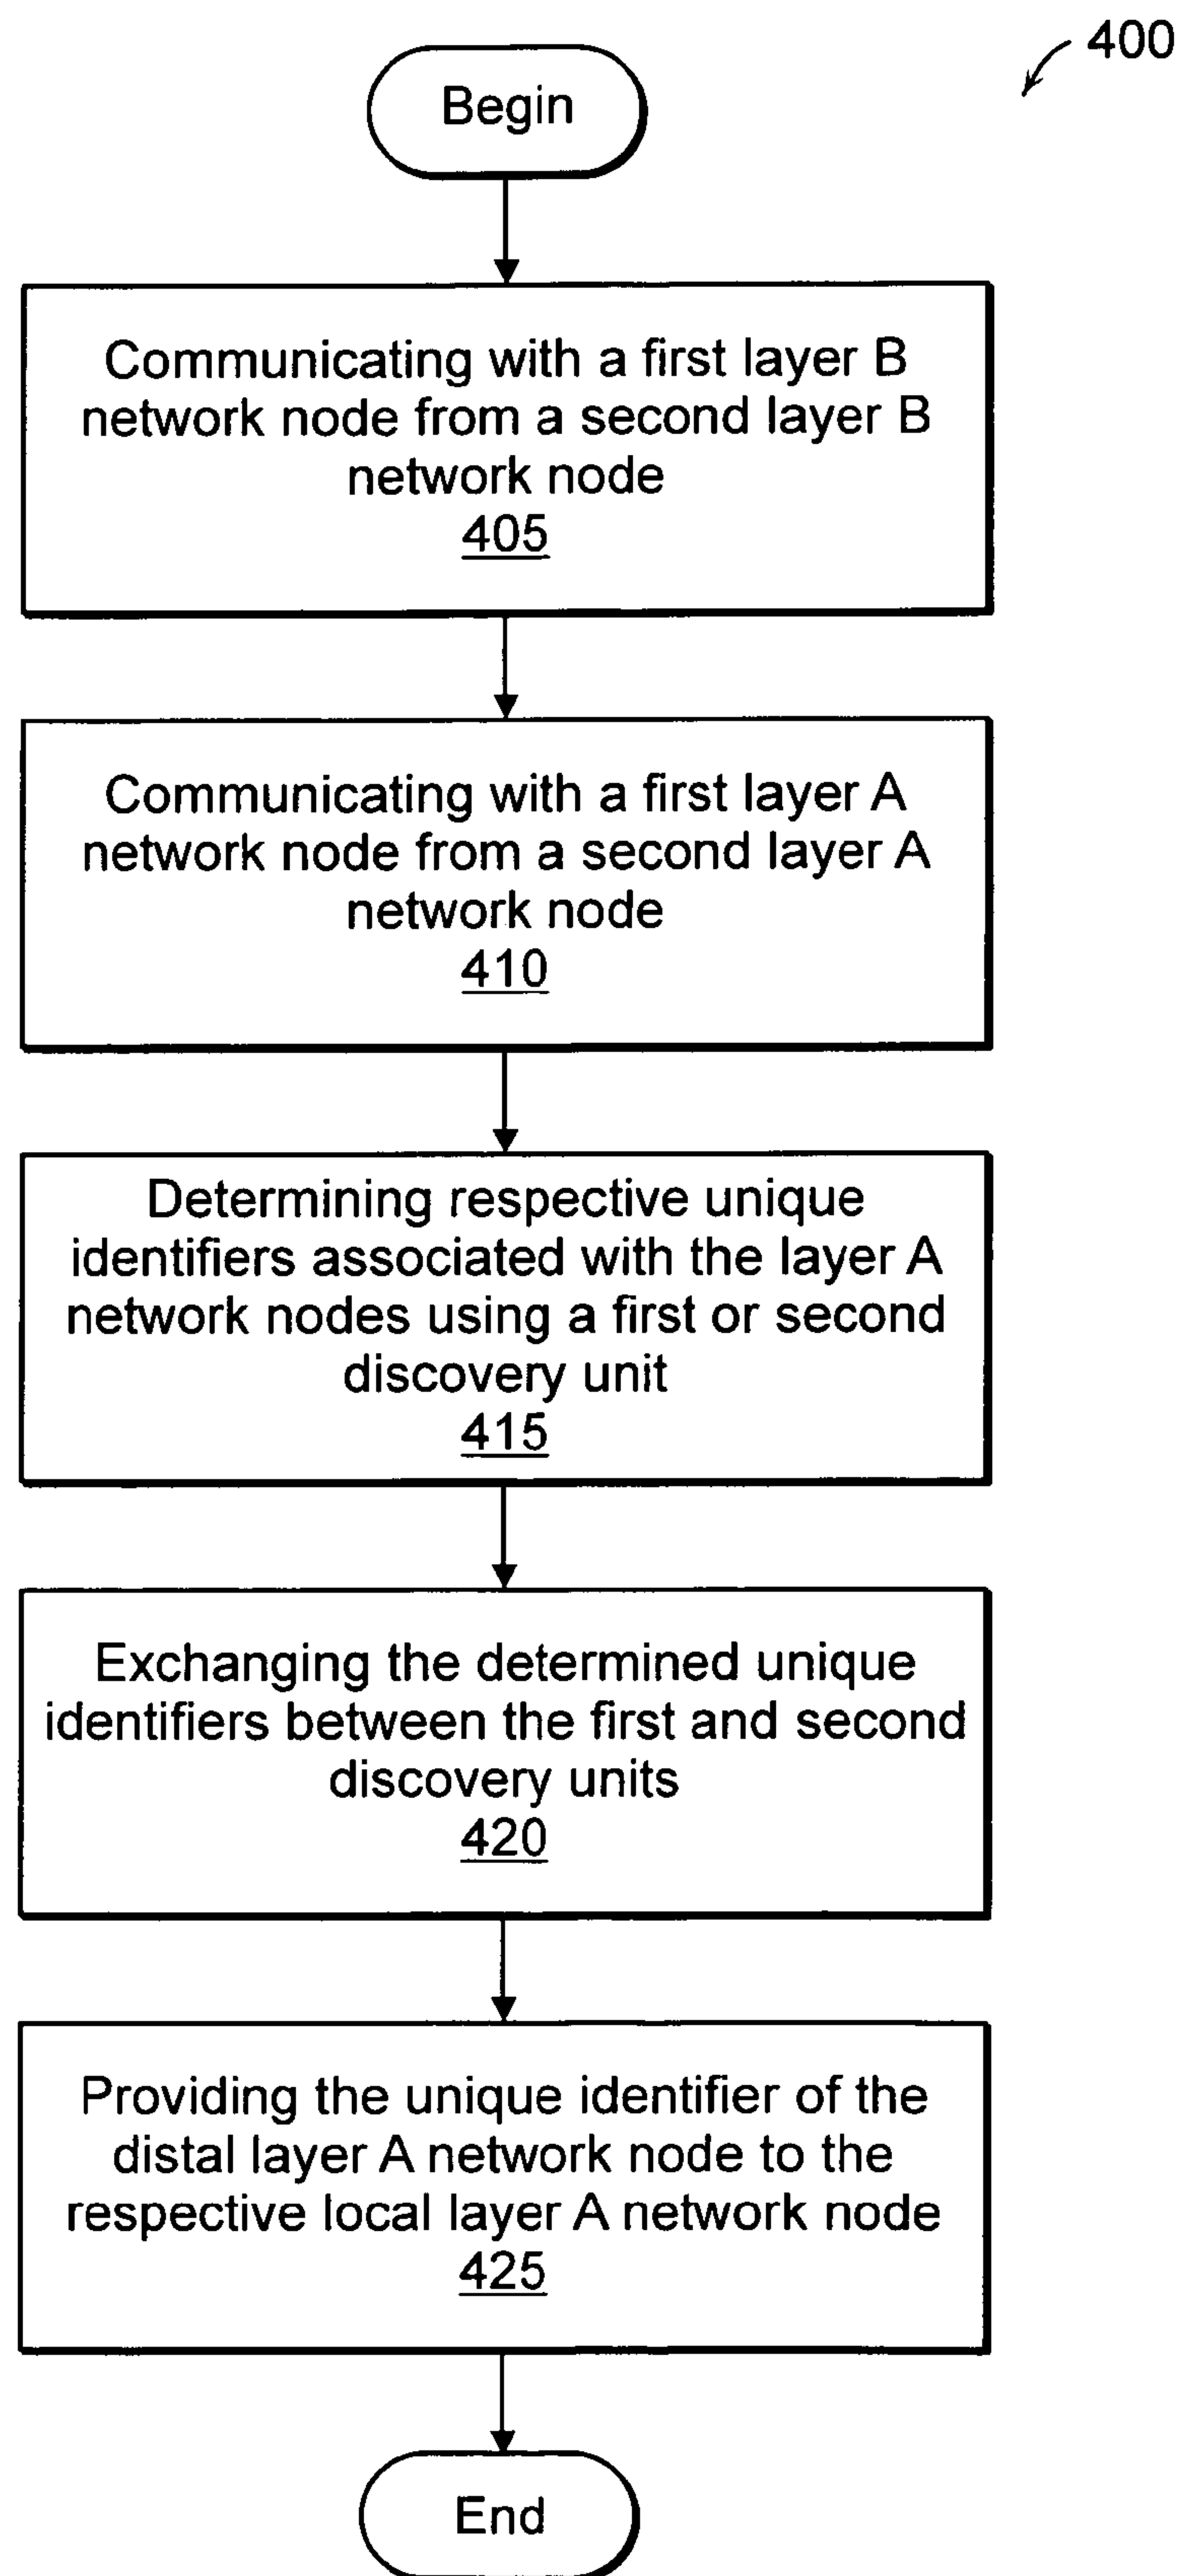 400
Begin
Communicating with a first layer B
network node from a second layer B
network node
405
Communicating with a first layer A
network node from a second layer A
network node
410
Determining respective unique
identifiers associated with the layer A
network nodes using a first or second
discovery unit
415
Exchanging the determined unique
identifiers between the first and second
discovery units
420
Providing the unique identifier of the
distal layer A network node to the
respective local layer A network node
425
End